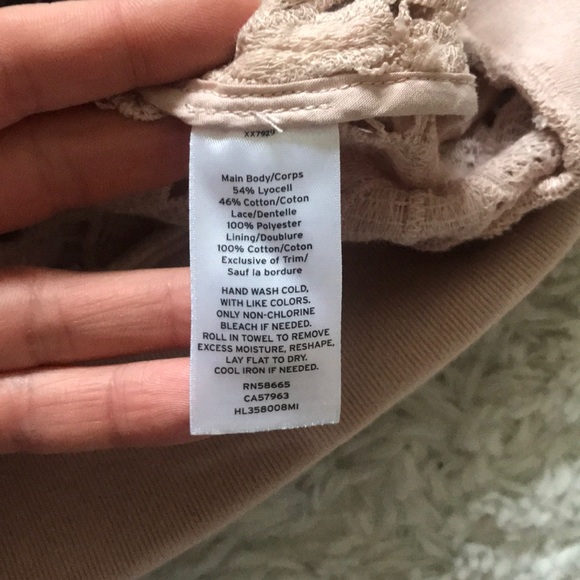 XX7929
Main Body/Corps
54% Lyocell
46% Cotton/Coton
Lace/Dentelle
100% Polyester
Lining/Doublure
100% Cotton/Coton
Exclusive of Trim/
Sauf la bordure
HAND WASH COLD,
WITH LIKE COLORS.
ONLY NON-CHLORINE
BLEACH IF NEEDED.
ROLL IN TOWEL TO REMOVE
EXCESS MOISTURE, RESHAPE,
LAY FLAT TO DRY.
COOL IRON IF NEEDED.
RN58665
CA57963
HL358008MI